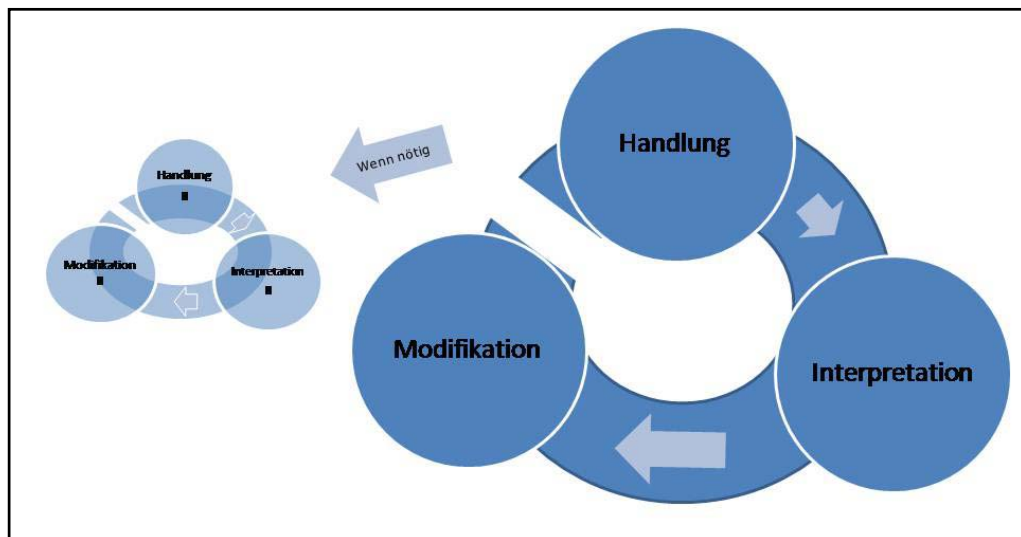 Handlung
Wenn nötig
Handlung
Modifikation
Interpretation
Modifikation
Interpretation